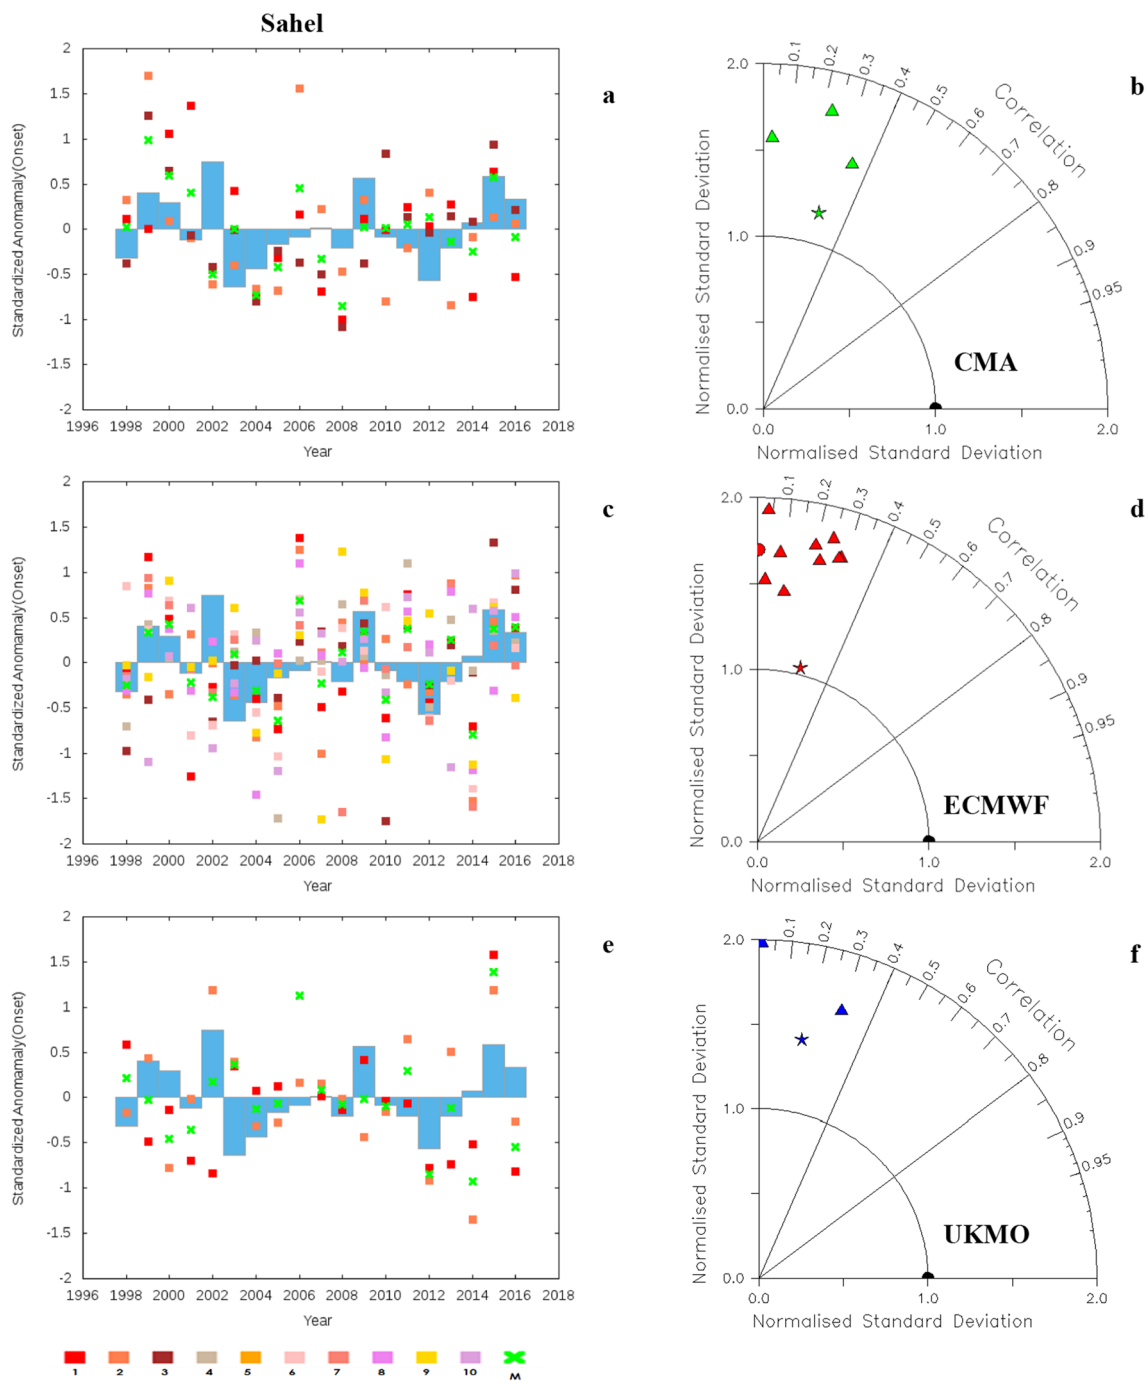 Sahel
a
2
1.5
1
0.5
0
-0.5
-1
-1.5
-2
Standardized Anomamaly(Onset)
1996 1998 2000 2002 2004 2006 2008 2010 2012 2014 2016 2018
Year
b
2.0
1.0
0.0
Normalised Standard Deviation
0.1 0.2 0.3 0.4 0.5 0.6 0.7 0.8 0.9 0.95
Correlation
CMA
0.0 1.0 2.0
Normalised Standard Deviation
c
2
1.5
1
0.5
0
-0.5
-1
-1.5
-2
Standardized Anomamaly(Onset)
1996 1998 2000 2002 2004 2006 2008 2010 2012 2014 2016 2018
Year
d
2.0
1.0
0.0
Normalised Standard Deviation
0.1 0.2 0.3 0.4 0.5 0.6 0.7 0.8 0.9 0.95
Correlation
ECMWF
0.0 1.0 2.0
Normalised Standard Deviation
e
2
1.5
1
0.5
0
-0.5
-1
-1.5
-2
Standardized Anomamaly(Onset)
1996 1998 2000 2002 2004 2006 2008 2010 2012 2014 2016 2018
Year
f
2.0
1.0
0.0
Normalised Standard Deviation
0.1 0.2 0.3 0.4 0.5 0.6 0.7 0.8 0.9 0.95
Correlation
UKMO
0.0 1.0 2.0
Normalised Standard Deviation
1 2 3 4 5 6 7 8 9 10 M